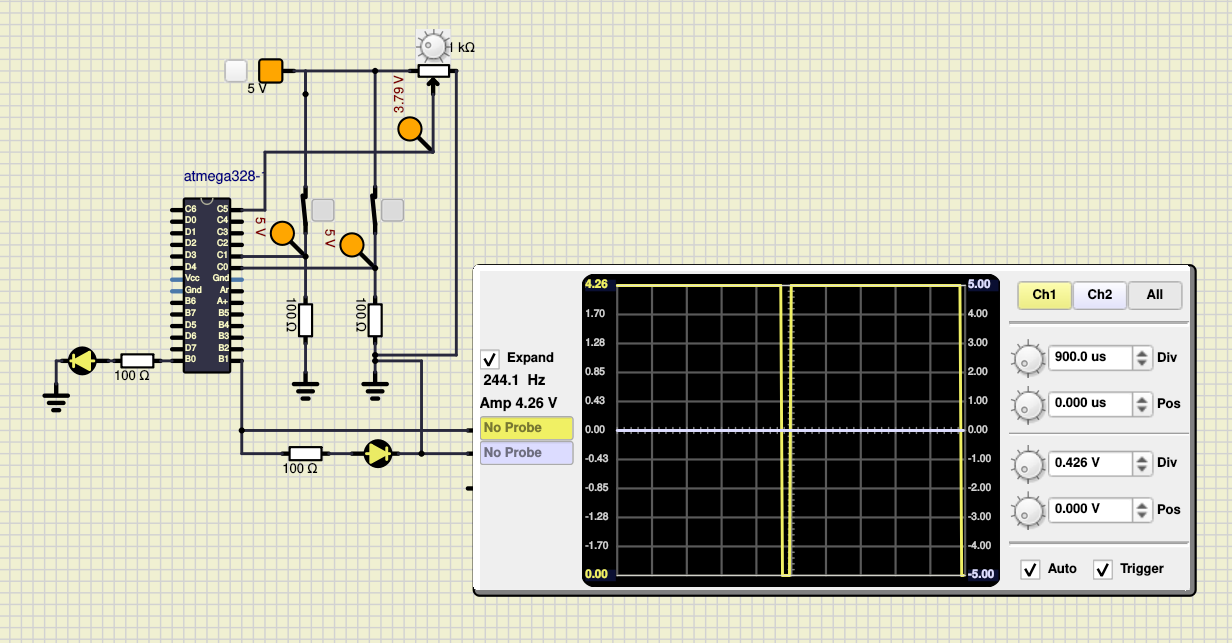 1 kΩ
5 V
3.79 V
atmega328-
C6 C5
D0 C4
D1 C3
D2 C2
D3 C1
D4 C0
Vcc Gnd
Gnd Ar
B6 A+
B7 B5
D5 B4
D6 B3
D7 B2
B0 B1
5 V
5 V
100 Ω
100 Ω
100 Ω
100 Ω
Expand
244.1 Hz
Amp 4.26 V
No Probe
No Probe
4.26 5.00
1.70 4.00
1.28 3.00
0.85 2.00
0.43 1.00
0.00 0.00
-0.43 -1.00
-0.85 -2.00
-1.28 -3.00
-1.70 -4.00
0.00 -5.00
Ch1 Ch2 All
900.0 us Div
0.000 us Pos
0.426 V Div
0.000 V Pos
Auto Trigger